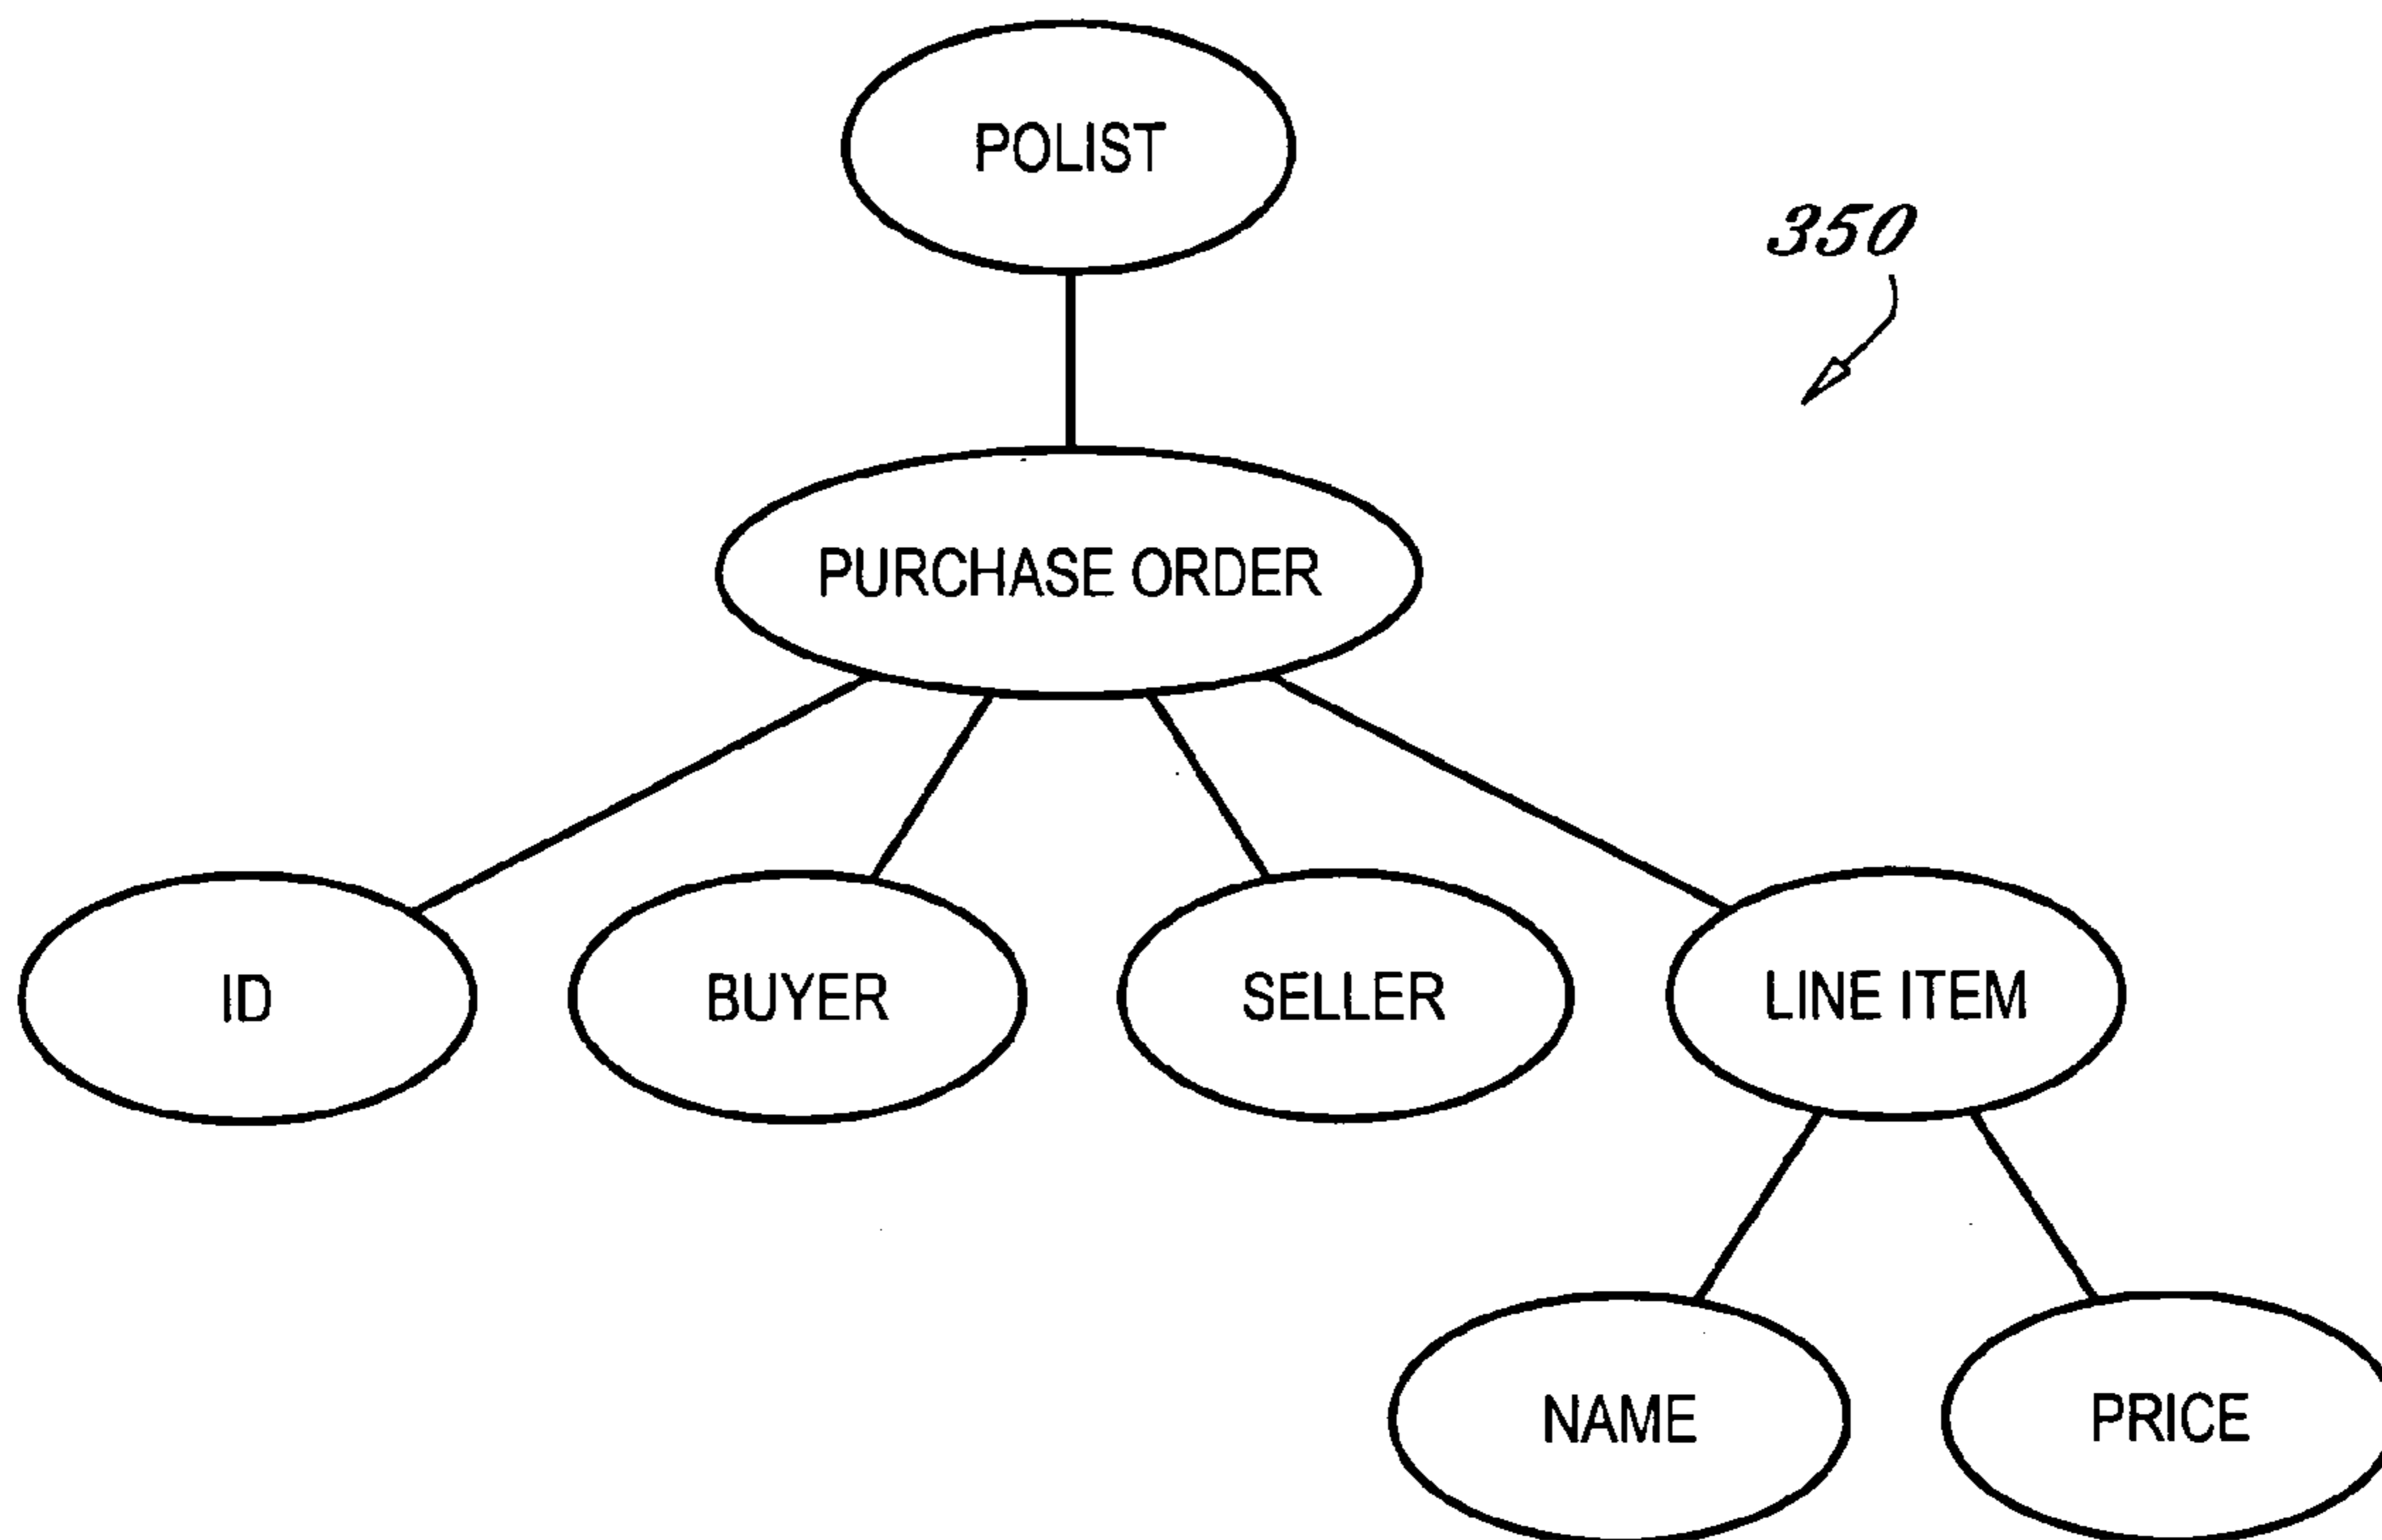 POLIST
350
PURCHASE ORDER
ID
BUYER
SELLER
LINE ITEM
NAME
PRICE